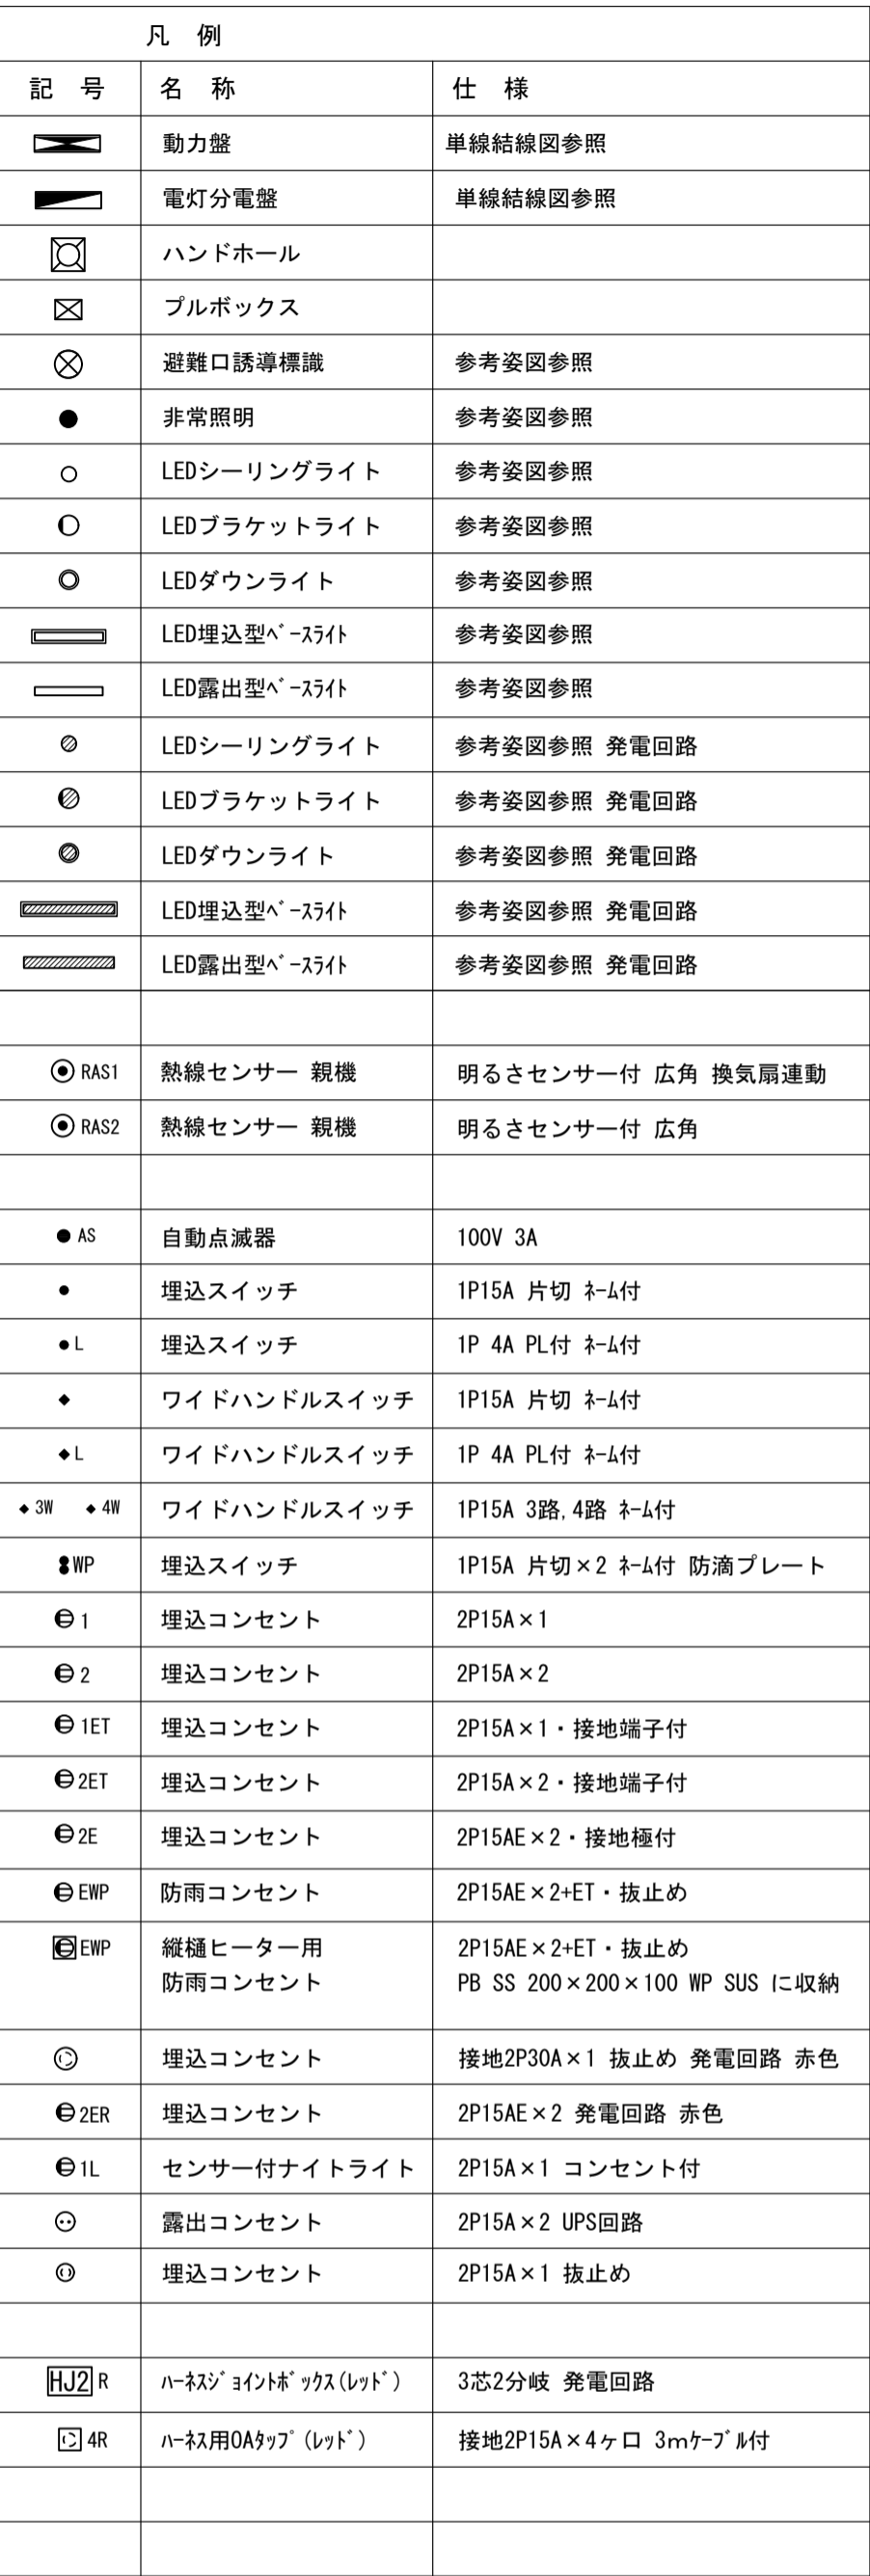 凡 例
記 号 名 称 仕 様
動力盤 単線結線図参照
電灯分電盤 単線結線図参照
ハンドホール
プルボックス
避難口誘導標識 参考姿図参照
非常照明 参考姿図参照
LEDシーリングライト 参考姿図参照
LEDブラケットライト 参考姿図参照
LEDダウンライト 参考姿図参照
LED埋込型ﾍﾞｰｽﾗｲﾄ 参考姿図参照
LED露出型ﾍﾞｰｽﾗｲﾄ 参考姿図参照
LEDシーリングライト 参考姿図参照 発電回路
LEDブラケットライト 参考姿図参照 発電回路
LEDダウンライト 参考姿図参照 発電回路
LED埋込型ﾍﾞｰｽﾗｲﾄ 参考姿図参照 発電回路
LED露出型ﾍﾞｰｽﾗｲﾄ 参考姿図参照 発電回路
RAS1 熱線センサー 親機 明るさセンサー付 広角 換気扇連動
RAS2 熱線センサー 親機 明るさセンサー付 広角
AS 自動点滅器 100V 3A
埋込スイッチ 1P15A 片切 ﾈｰﾑ付
L 埋込スイッチ 1P 4A PL付 ﾈｰﾑ付
ワイドハンドルスイッチ 1P15A 片切 ﾈｰﾑ付
L ワイドハンドルスイッチ 1P 4A PL付 ﾈｰﾑ付
3W 4W ワイドハンドルスイッチ 1P15A 3路,4路 ﾈｰﾑ付
WP 埋込スイッチ 1P15A 片切×2 ﾈｰﾑ付 防滴プレート
1 埋込コンセント 2P15A×1
2 埋込コンセント 2P15A×2
1ET 埋込コンセント 2P15A×1・接地端子付
2ET 埋込コンセント 2P15A×2・接地端子付
2E 埋込コンセント 2P15AE×2・接地極付
EWP 防雨コンセント 2P15AE×2+ET・抜止め
EWP 縦樋ヒーター用 2P15AE×2+ET・抜止め
防雨コンセント PB SS 200×200×100 WP SUS に収納
埋込コンセント 接地2P30A×1 抜止め 発電回路 赤色
2ER 埋込コンセント 2P15AE×2 発電回路 赤色
1L センサー付ナイトライト 2P15A×1 コンセント付
露出コンセント 2P15A×2 UPS回路
埋込コンセント 2P15A×1 抜止め
HJ2 R ﾊｰﾈｽｼﾞｮｲﾝﾄﾎﾞｯｸｽ(ﾚｯﾄﾞ) 3芯2分岐 発電回路
4R ﾊｰﾈｽ用OAﾀｯﾌﾟ(ﾚｯﾄﾞ) 接地2P15A×4ヶ口 3mｹｰﾌﾞﾙ付